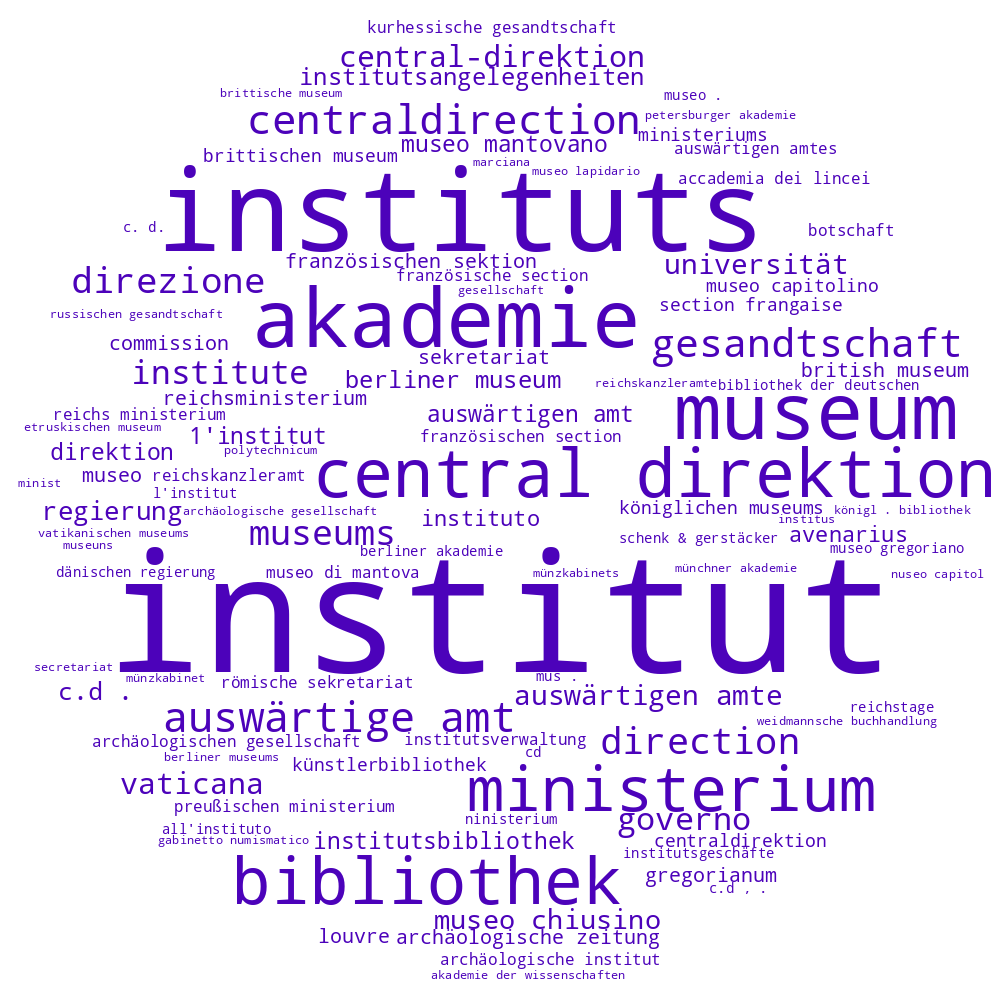 kurhessische gesandtschaft
central-direktion
institutsangelegenheiten
brittische museum
museo .
centraldirection
petersburger akademie
ministeriums
museo mantovano
auswärtigen amtes
brittischen museum
marciana
museo lapidario
accademia dei lincei
instituts
c. d.
botschaft
französischen sektion
universität
direzione
französische section
museo capitolino
gesellschaft
section frangaise
akademie
russischen gesandtschaft
commission
gesandtschaft
sekretariat
institute
berliner museum
british museum
reichskanzleramte
bibliothek der deutschen
reichsministerium
museum
reichs ministerium
auswärtigen amt
etruskischen museum
1'institut
französischen section
direktion
polytechnicum
central direktion
museo
reichskanzleramt
minist
l'institut
regierung
archäologische gesellschaft
königlichen museums
königl . bibliothek
instituto
institus
vatikanischen museums
museums
schenk & gerstäcker
avenarius
museuns
berliner akademie
museo gregoriano
dänischen regierung
museo di mantova
münzkabinets
münchner akademie
nuseo capitol
institut
secretariat
münzkabinet
römische sekretariat
mus .
c.d .
auswärtigen amte
reichstage
auswärtige amt
weidmannsche buchhandlung
archäologischen gesellschaft
institutsverwaltung
direction
cd
berliner museums
künstlerbibliothek
vaticana
ministerium
preußischen ministerium
ninisterium
governo
all'instituto
gabinetto numismatico
institutsbibliothek
centraldirektion
institutsgeschäfte
bibliothek
gregorianum
c.d , .
museo chiusino
louvre
archäologische zeitung
archäologische institut
akademie der wissenschaften